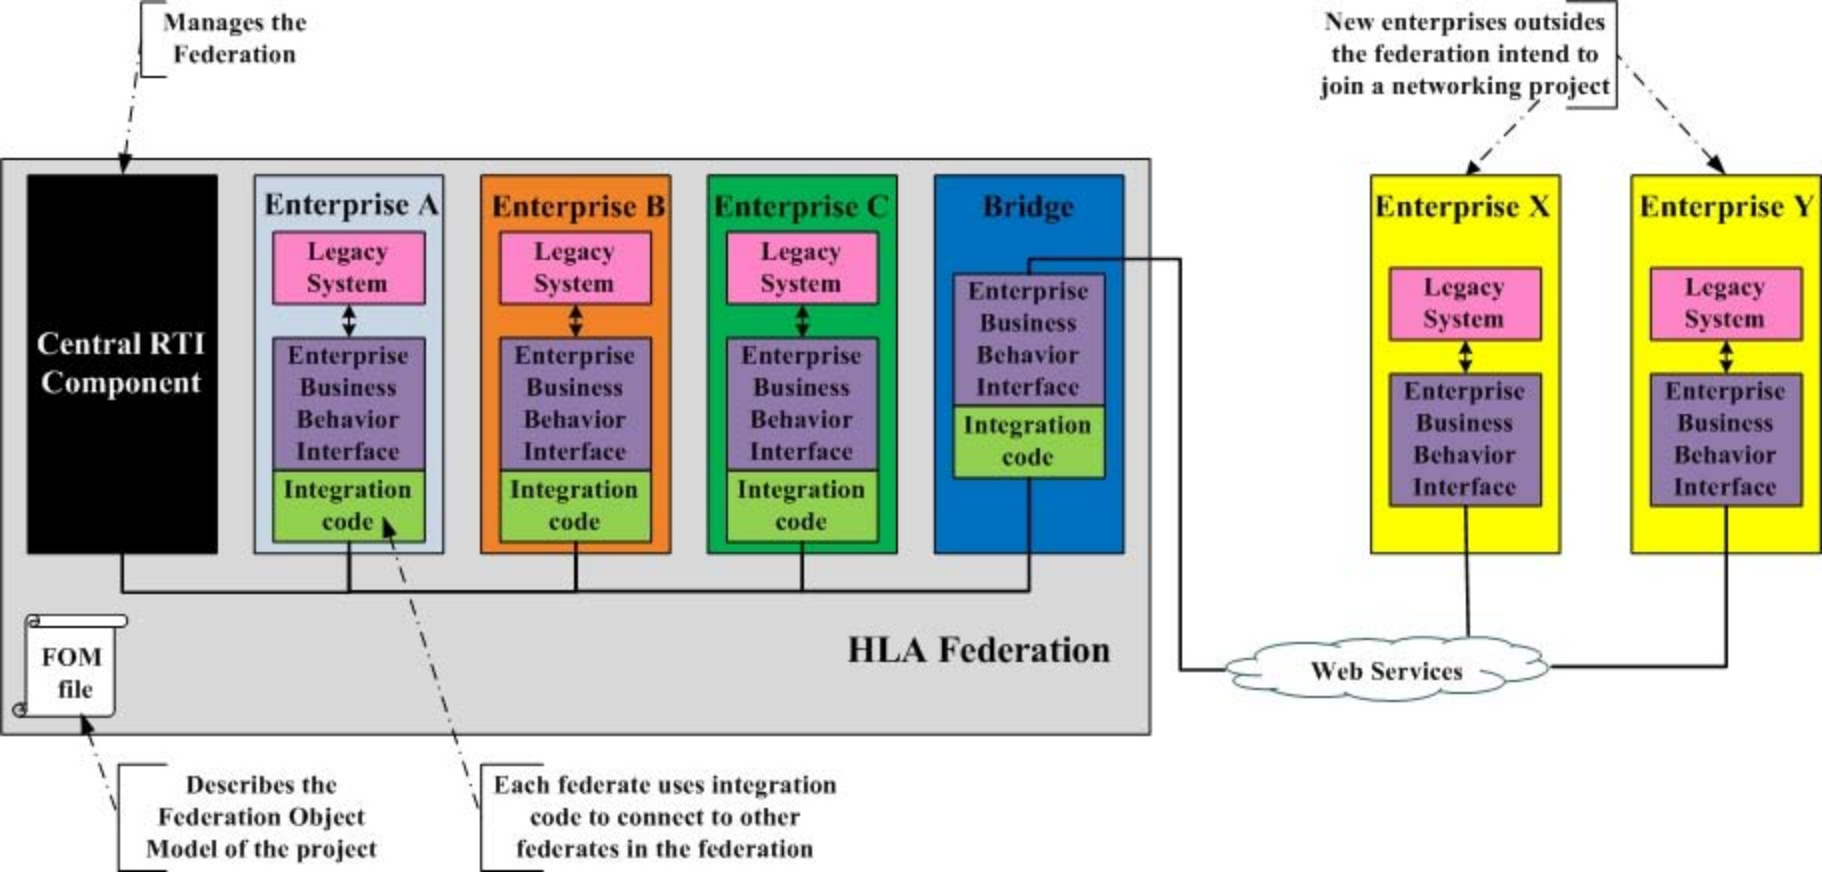 Manages the
Federation
New enterprises outsides
the federation intend to
join a networking project
Central RTI
Component
Enterprise A
Legacy
System
Enterprise
Business
Behavior
Interface
Integration
code
Enterprise B
Legacy
System
Enterprise
Business
Behavior
Interface
Integration
code
Enterprise C
Legacy
System
Enterprise
Business
Behavior
Interface
Integration
code
Bridge
Enterprise
Business
Behavior
Interface
Integration
code
Enterprise X
Legacy
System
Enterprise
Business
Behavior
Interface
Enterprise Y
Legacy
System
Enterprise
Business
Behavior
Interface
FOM
file
HLA Federation
Web Services
Describes the
Federation Object
Model of the project
Each federate uses integration
code to connect to other
federates in the federation